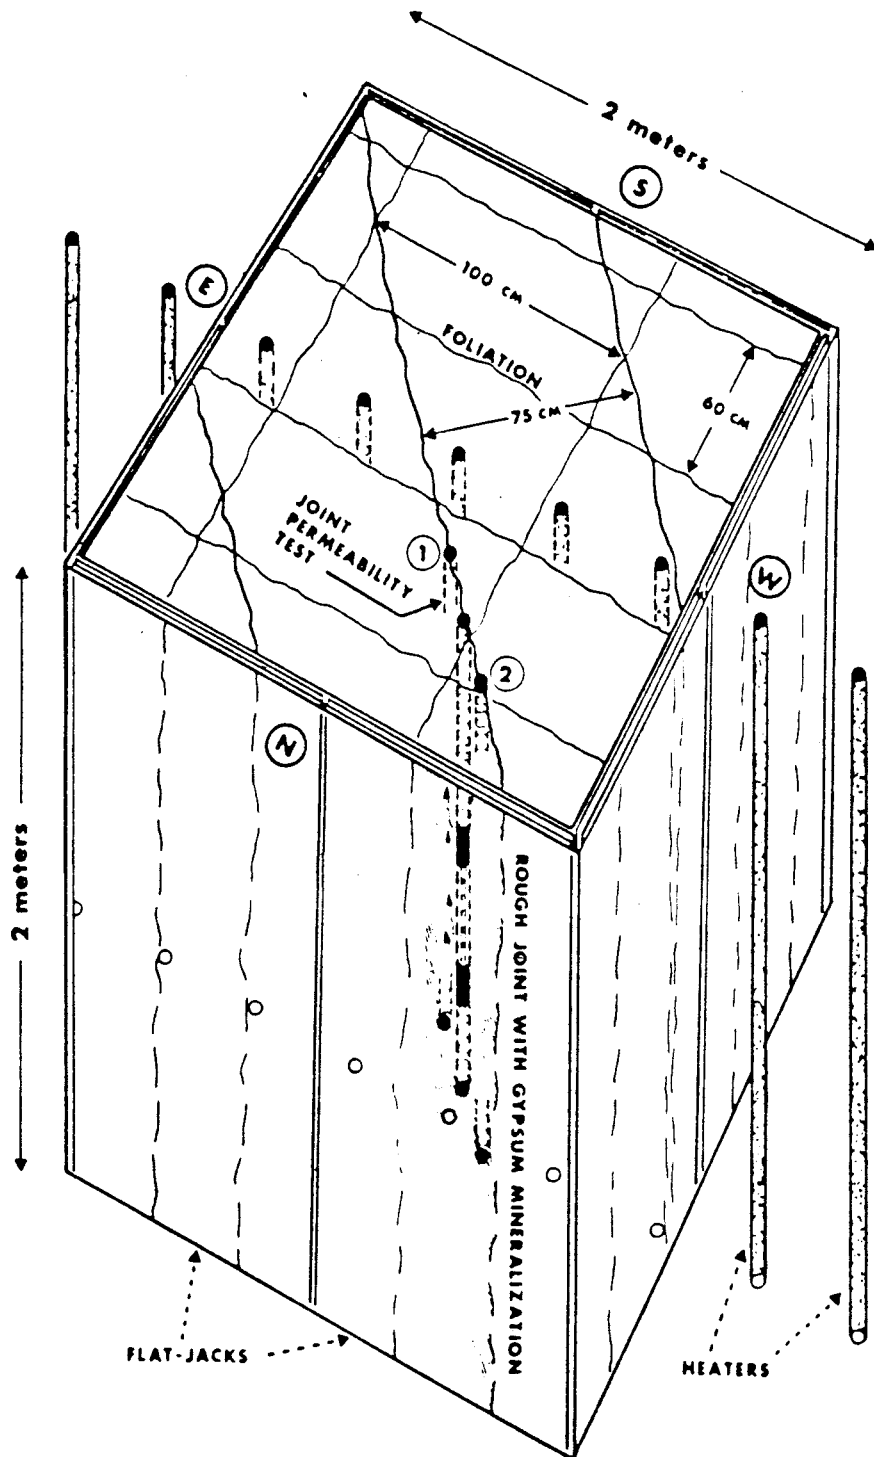 2 meters
S
E
100 CM
FOLIATION
75 CM
60 CM
JOINT
PERMEABILITY
TEST
1
W
2
N
2 meters
ROUGH JOINT WITH GYPSUM MINERALIZATION
FLAT-JACKS
HEATERS